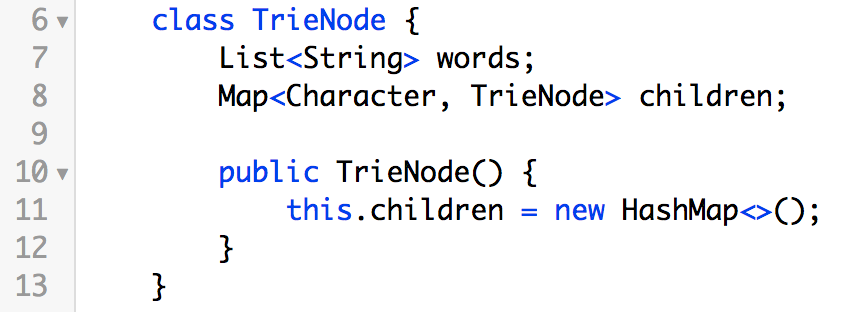 6 class TrieNode {
7 List<String> words;
8 Map<Character, TrieNode> children;
9
10 public TrieNode() {
11 this.children = new HashMap<>();
12 }
13 }